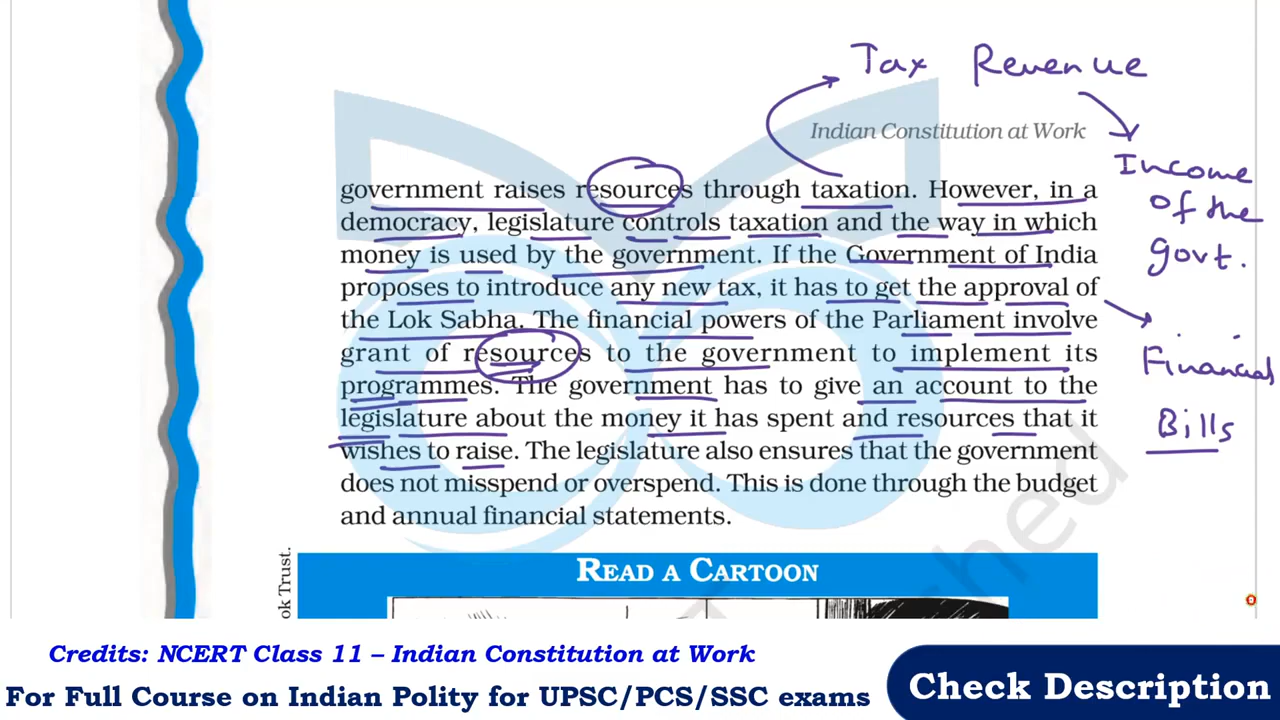 Tax Revenue
Indian Constitution at Work
Income
of the
govt.
government raises resources through taxation. However, in a
democracy, legislature controls taxation and the way in which
money is used by the government. If the Government of India
proposes to introduce any new tax, it has to get the approval of
the Lok Sabha. The financial powers of the Parliament involve
grant of resources to the government to implement its
programmes. The government has to give an account to the
legislature about the money it has spent and resources that it
wishes to raise. The legislature also ensures that the government
does not misspend or overspend. This is done through the budget
and annual financial statements.
Financial
Bills
ok Trust.
READ A CARTOON
Credits: NCERT Class 11 – Indian Constitution at Work
For Full Course on Indian Polity for UPSC/PCS/SSC exams
Check Description